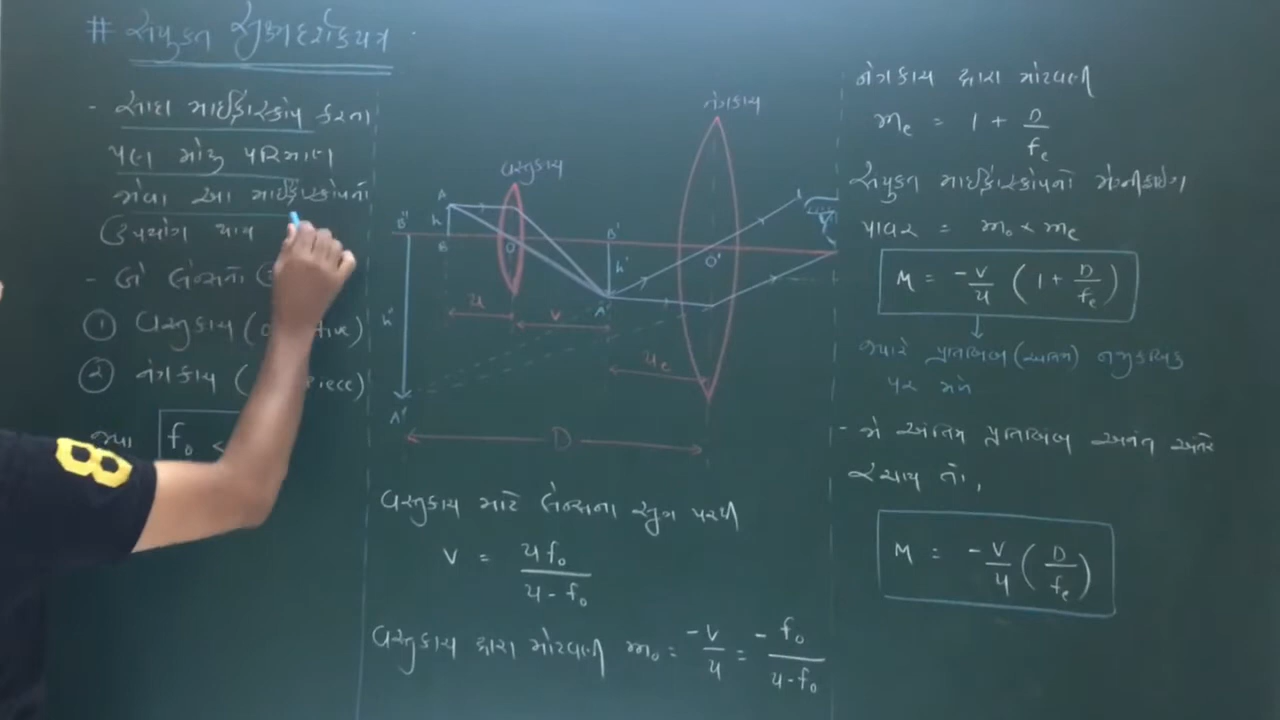 # સંયુક્ત સુક્ષ્મદર્શકયંત્ર
- સાદા માઈક્રોસ્કોપ કરતા
પણ મોટુ પરિમાણ
મેળવા આ માઈક્રોસ્કોપનો
ઉપયોગ થાય
- બે લેન્સનો
① વસ્તુકાચ (
② નેત્રકાચ (
જ્યાં f₀ <
વસ્તુકાચ
નેત્રકાચ
A
h
B
B"
O
B'
h'
A'
O'
h"
A"
u
v
uₑ
D
વસ્તુકાચ માટે લેન્સના સુત્ર પરથી
v = uf₀ / u - f₀
વસ્તુકાચ દ્વારા મોટવણી m₀ = -v/u = - f₀ / u-f₀
નેત્રકાચ દ્વારા મોટવણી
mₑ = 1 + D/fₑ
સંયુક્ત માઈક્રોસ્કોપનો મેગ્નીફાઈંગ
પાવર = m₀ × mₑ
M = -v/u (1 + D/fₑ)
જ્યારે પ્રતિબિંબ (અંતિમ) નજીકબિંદુ
પર મળે
- જો અંતિમ પ્રતિબિંબ અનંત અંતરે
રચાય તો,
M = -v/u (D/fₑ)
8